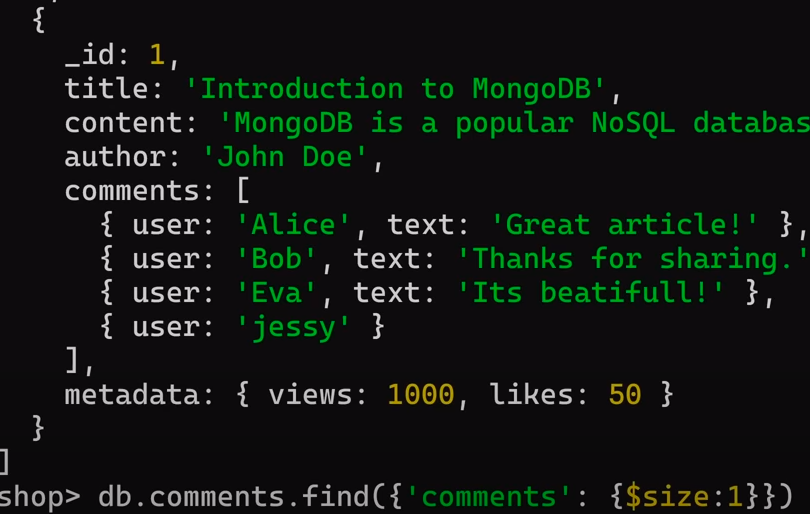 {
_id: 1,
title: 'Introduction to MongoDB',
content: 'MongoDB is a popular NoSQL databas
author: 'John Doe',
comments: [
{ user: 'Alice', text: 'Great article!' },
{ user: 'Bob', text: 'Thanks for sharing.'
{ user: 'Eva', text: 'Its beatifull!' },
{ user: 'jessy' }
],
metadata: { views: 1000, likes: 50 }
}
]
shop> db.comments.find({'comments': {$size:1}})